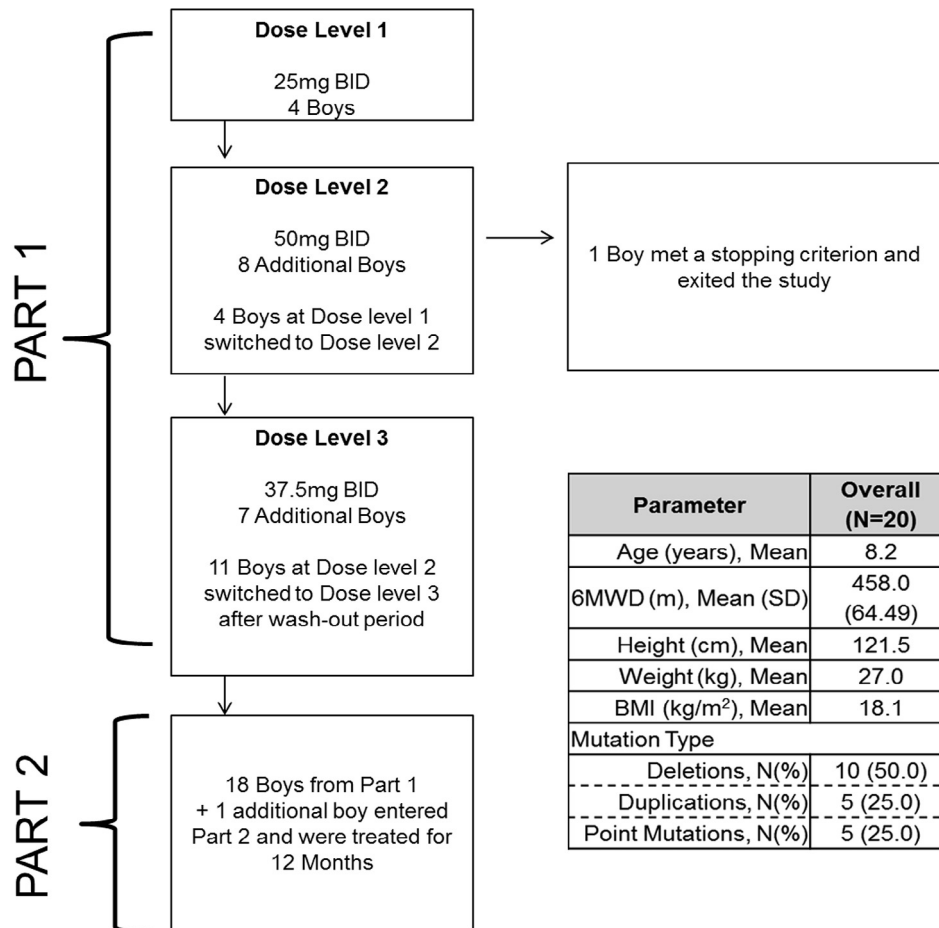 PART 1
Dose Level 1
25mg BID
4 Boys
Dose Level 2
50mg BID
8 Additional Boys
4 Boys at Dose level 1
switched to Dose level 2
1 Boy met a stopping criterion and
exited the study
Dose Level 3
37.5mg BID
7 Additional Boys
11 Boys at Dose level 2
switched to Dose level 3
after wash-out period
PART 2
18 Boys from Part 1
+ 1 additional boy entered
Part 2 and were treated for
12 Months
Parameter Overall
(N=20)
Age (years), Mean 8.2
6MWD (m), Mean (SD) 458.0
(64.49)
Height (cm), Mean 121.5
Weight (kg), Mean 27.0
BMI (kg/m²), Mean 18.1
Mutation Type
Deletions, N(%) 10 (50.0)
Duplications, N(%) 5 (25.0)
Point Mutations, N(%) 5 (25.0)